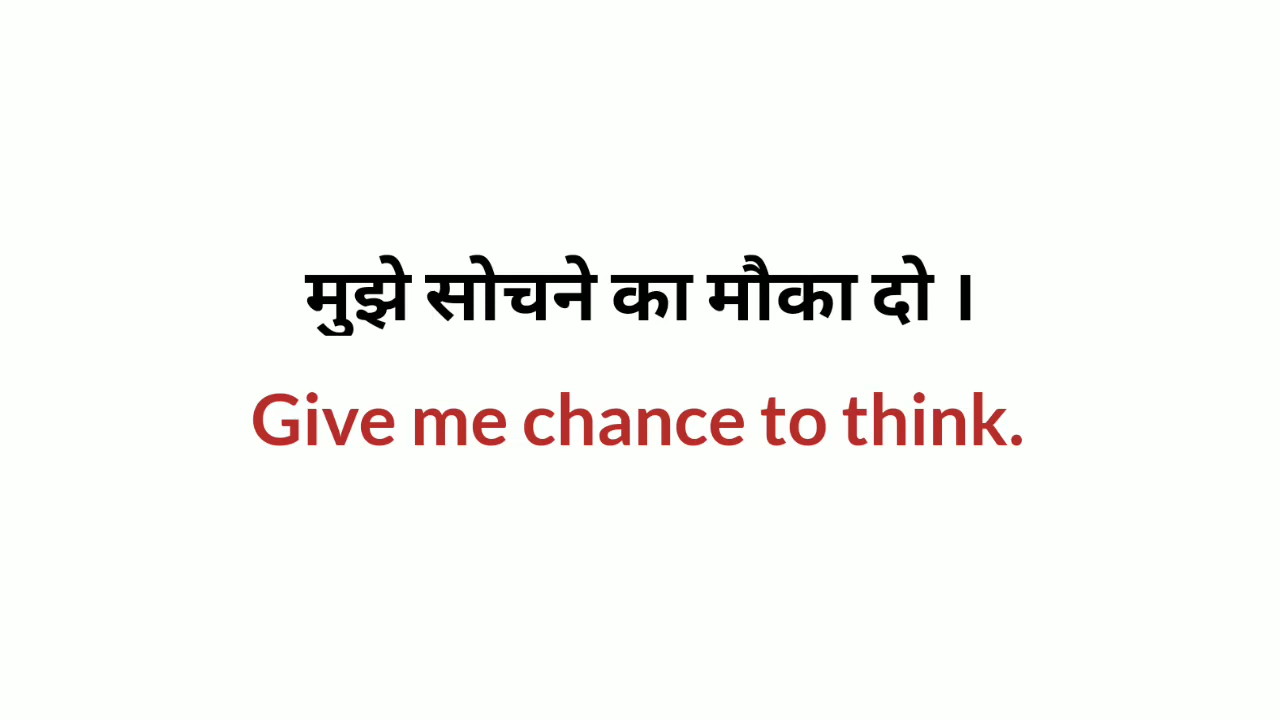 मुझे सोचने का मौका दो ।
Give me chance to think.